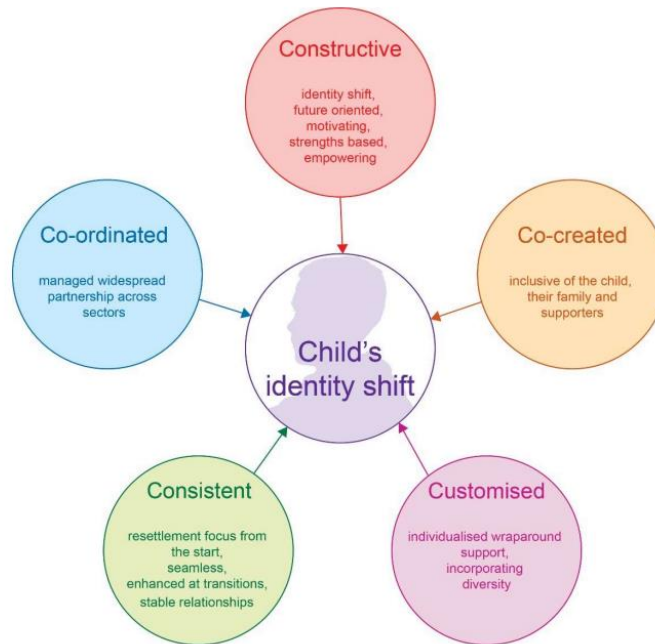 Constructive
identity shift,
future oriented,
motivating,
strengths based,
empowering
Co-ordinated
managed widespread
partnership across
sectors
Co-created
inclusive of the child,
their family and
supporters
Child's
identity shift
Consistent
resettlement focus from
the start,
seamless,
enhanced at transitions,
stable relationships
Customised
individualised wraparound
support,
incorporating
diversity